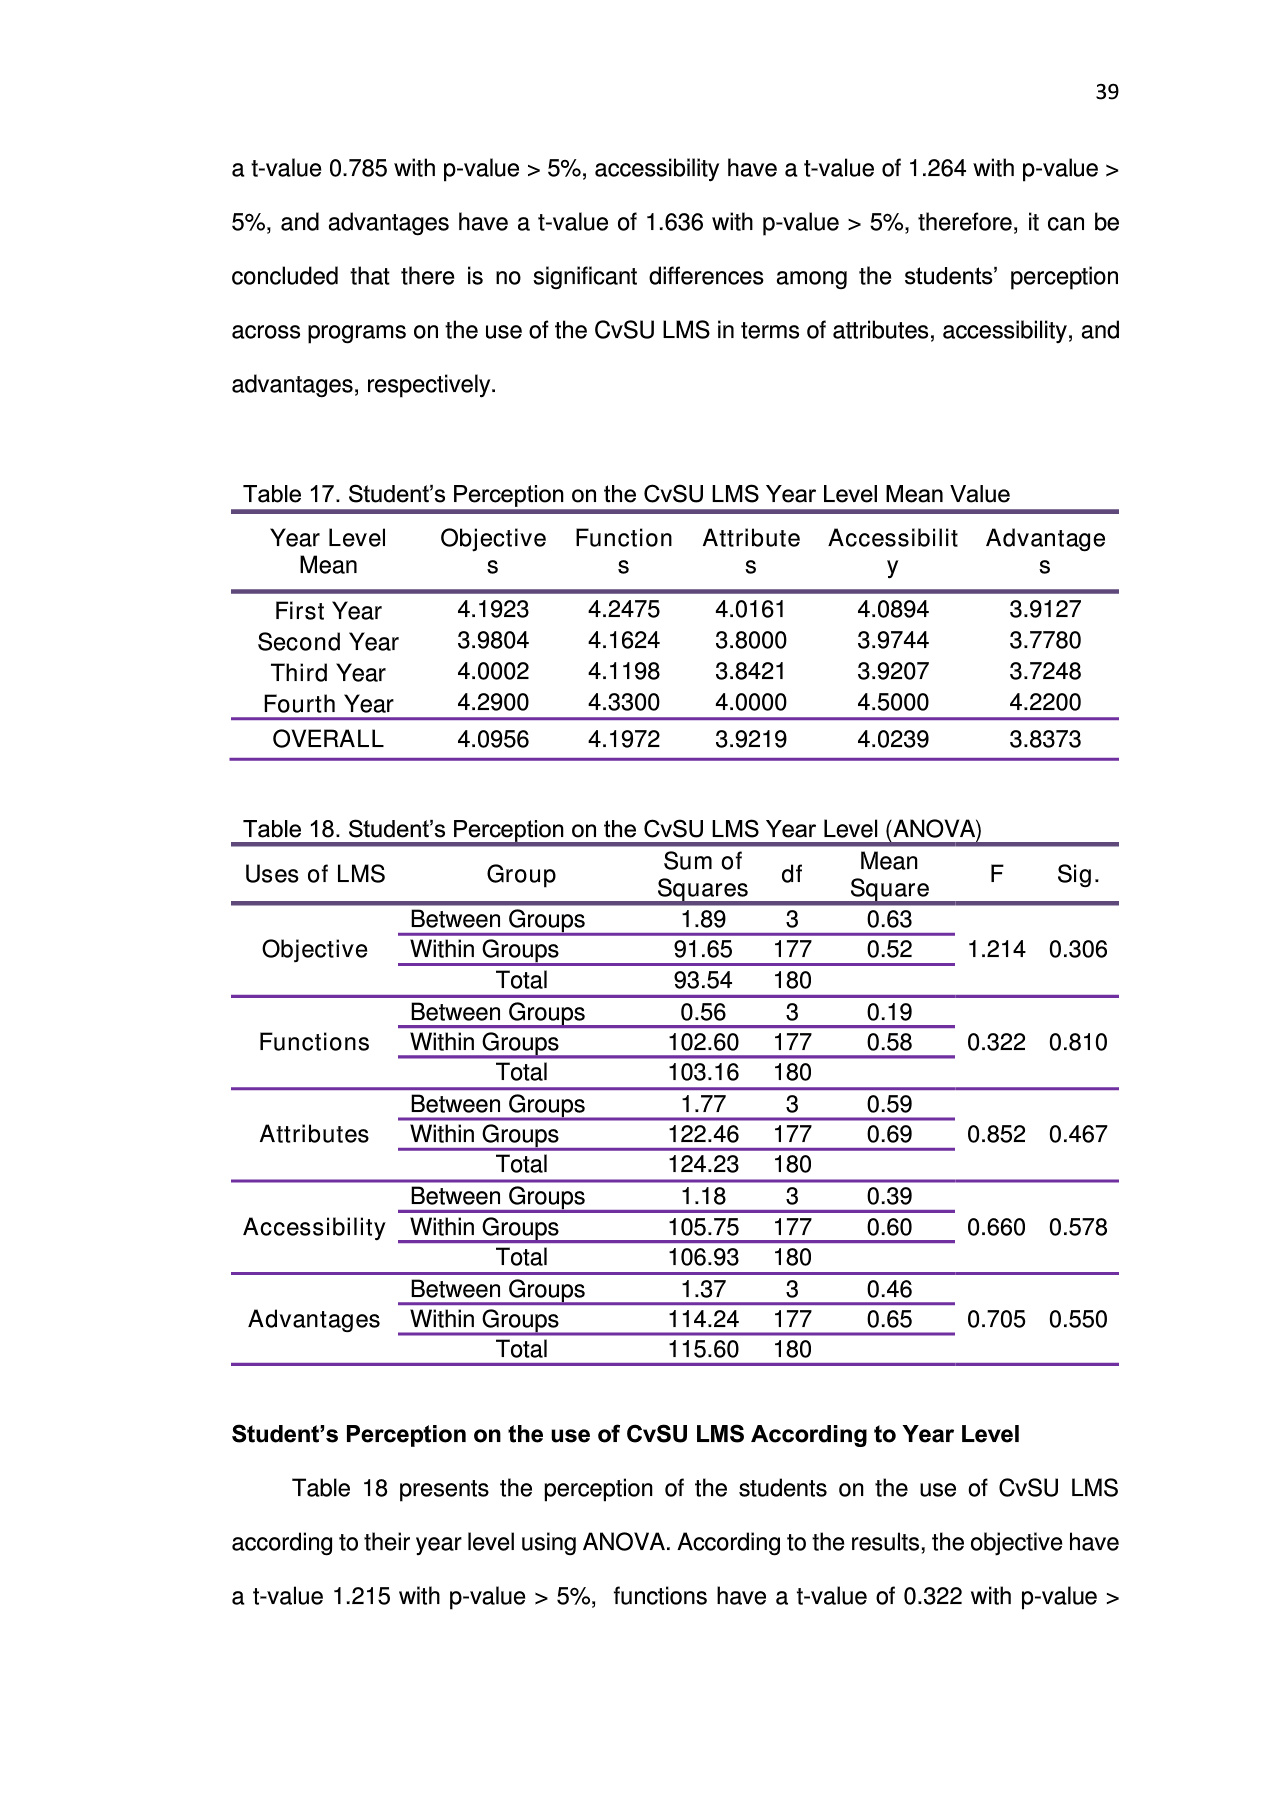 39
a t-value 0.785 with p-value > 5%, accessibility have a t-value of 1.264 with p-value >
5%, and advantages have a t-value of 1.636 with p-value > 5%, therefore, it can be
concluded that there is no significant differences among the students’ perception
across programs on the use of the CvSU LMS in terms of attributes, accessibility, and
advantages, respectively.
Table 17. Student’s Perception on the CvSU LMS Year Level Mean Value
Year Level Objective Function Attribute Accessibilit Advantage
Mean s s s y s
First Year 4.1923 4.2475 4.0161 4.0894 3.9127
Second Year 3.9804 4.1624 3.8000 3.9744 3.7780
Third Year 4.0002 4.1198 3.8421 3.9207 3.7248
Fourth Year 4.2900 4.3300 4.0000 4.5000 4.2200
OVERALL 4.0956 4.1972 3.9219 4.0239 3.8373
Table 18. Student’s Perception on the CvSU LMS Year Level (ANOVA)
Uses of LMS Group Sum of Squares df Mean Square F Sig.
Between Groups 1.89 3 0.63
Objective Within Groups 91.65 177 0.52 1.214 0.306
Total 93.54 180
Between Groups 0.56 3 0.19
Functions Within Groups 102.60 177 0.58 0.322 0.810
Total 103.16 180
Between Groups 1.77 3 0.59
Attributes Within Groups 122.46 177 0.69 0.852 0.467
Total 124.23 180
Between Groups 1.18 3 0.39
Accessibility Within Groups 105.75 177 0.60 0.660 0.578
Total 106.93 180
Between Groups 1.37 3 0.46
Advantages Within Groups 114.24 177 0.65 0.705 0.550
Total 115.60 180
Student’s Perception on the use of CvSU LMS According to Year Level
Table 18 presents the perception of the students on the use of CvSU LMS
according to their year level using ANOVA. According to the results, the objective have
a t-value 1.215 with p-value > 5%, functions have a t-value of 0.322 with p-value >